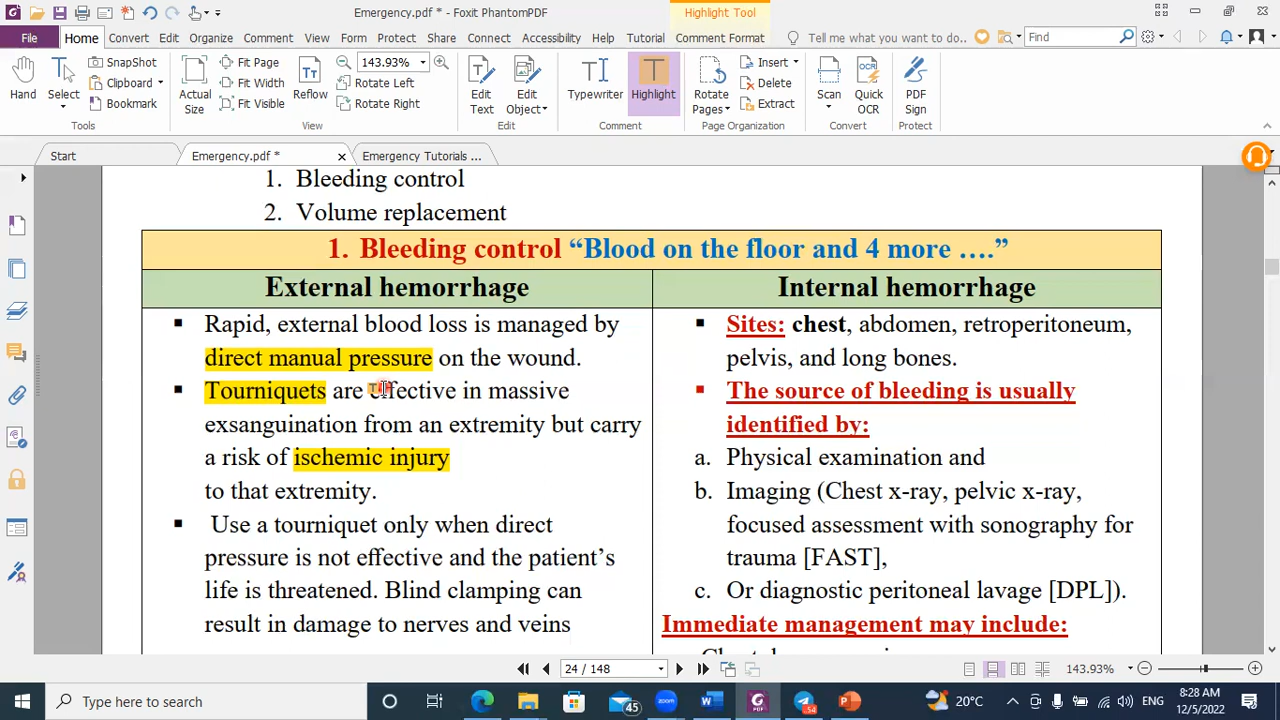 Emergency.pdf * - Foxit PhantomPDF
Highlight Tool
File Home Convert Edit Organize Comment View Form Protect Share Connect Accessibility Help Tutorial Comment Format Tell me what you want to do... Find
Hand
Select
SnapShot
Clipboard
Bookmark
Tools
Actual Size
Fit Page
Fit Width
Fit Visible
Reflow
143.93%
Rotate Left
Rotate Right
View
Edit Text
Edit Object
Edit
Typewriter
Highlight
Comment
Rotate Pages
Insert
Delete
Extract
Page Organization
Scan
Quick OCR
Convert
PDF Sign
Protect
Start
Emergency.pdf *
Emergency Tutorials ...
1. Bleeding control
2. Volume replacement
1. Bleeding control “Blood on the floor and 4 more ….”
External hemorrhage
▪ Rapid, external blood loss is managed by
direct manual pressure on the wound.
▪ Tourniquets are effective in massive
exsanguination from an extremity but carry
a risk of ischemic injury
to that extremity.
▪ Use a tourniquet only when direct
pressure is not effective and the patient’s
life is threatened. Blind clamping can
result in damage to nerves and veins
Internal hemorrhage
▪ Sites: chest, abdomen, retroperitoneum,
pelvis, and long bones.
▪ The source of bleeding is usually
identified by:
a. Physical examination and
b. Imaging (Chest x-ray, pelvic x-ray,
focused assessment with sonography for
trauma [FAST],
c. Or diagnostic peritoneal lavage [DPL]).
Immediate management may include:
24 / 148
143.93%
Type here to search
45
zoom
54
20°C
ENG
8:28 AM
12/5/2022